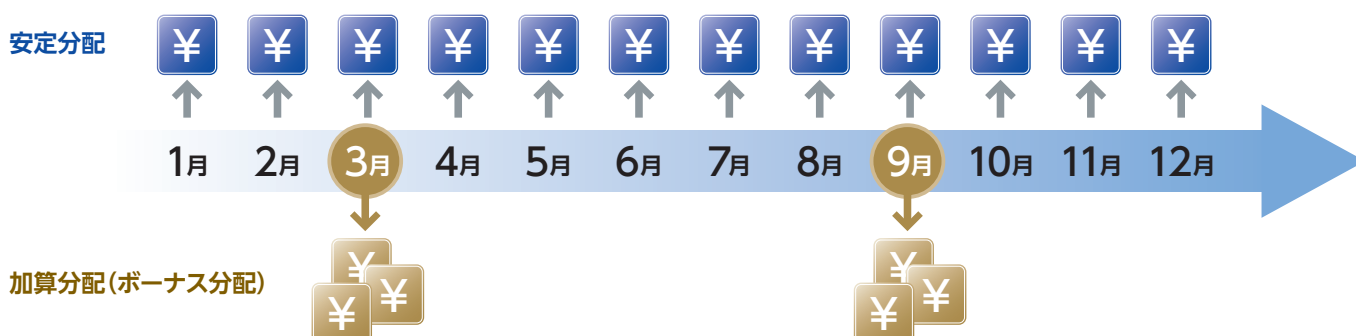 安定分配 ¥ ¥ ¥ ¥ ¥ ¥ ¥ ¥ ¥ ¥ ¥ ¥
1月 2月 3月 4月 5月 6月 7月 8月 9月 10月 11月 12月
加算分配(ボーナス分配) ¥ ¥ ¥ ¥ ¥ ¥